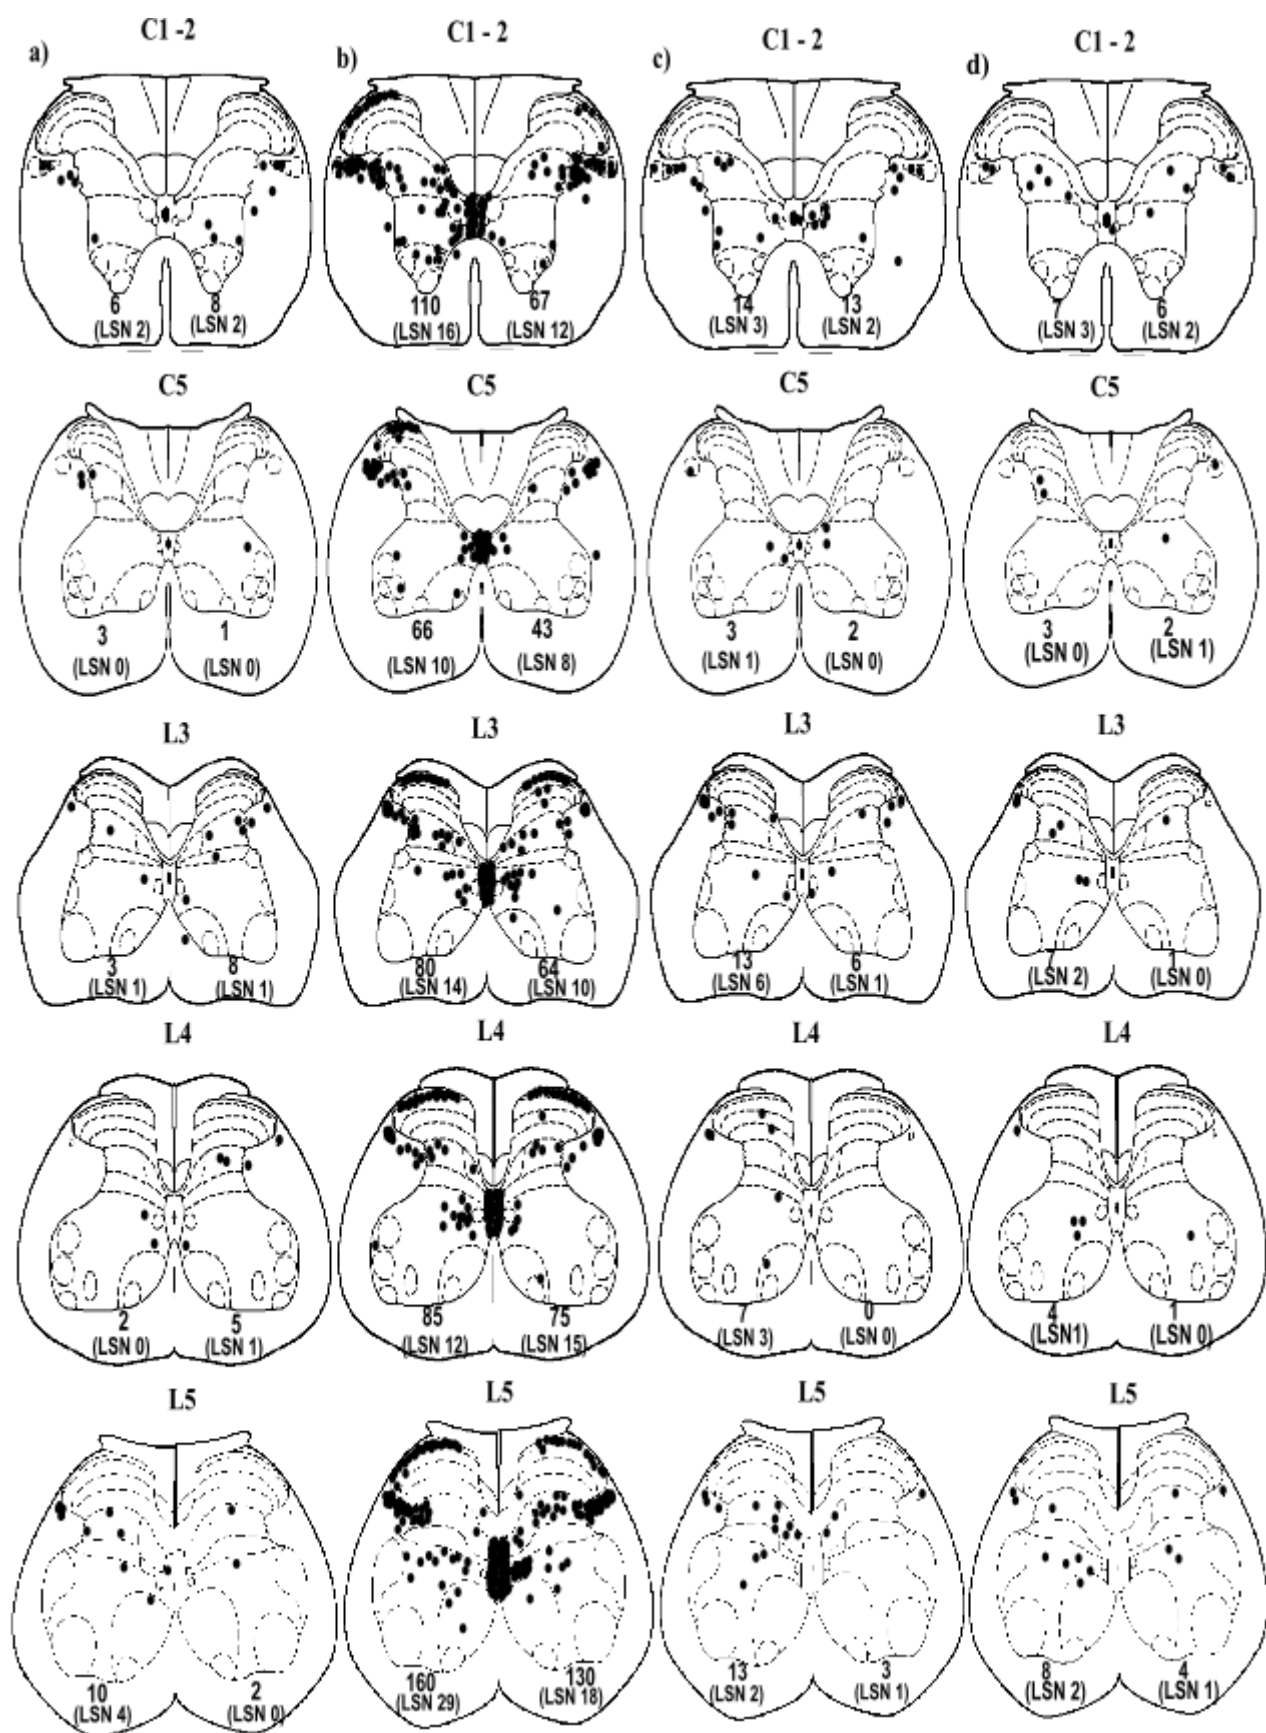 C1 -2 C1 - 2 C1 - 2 C1 - 2
a) b) c) d)
6 8 110 67 14 13 7 6
(LSN 2) (LSN 2) (LSN 16) (LSN 12) (LSN 3) (LSN 2) (LSN 3) (LSN 2)
C5 C5 C5 C5
3 1 66 43 3 2 3 2
(LSN 0) (LSN 0) (LSN 10) (LSN 8) (LSN 1) (LSN 0) (LSN 0) (LSN 1)
L3 L3 L3 L3
3 8 80 64 13 6 7 1
(LSN 1) (LSN 1) (LSN 14) (LSN 10) (LSN 6) (LSN 1) (LSN 2) (LSN 0)
L4 L4 L4 L4
2 5 85 75 7 0 4 1
(LSN 0) (LSN 1) (LSN 12) (LSN 15) (LSN 3) (LSN 0) (LSN1) (LSN 0)
L5 L5 L5 L5
10 2 160 130 13 3 8 4
(LSN 4) (LSN 0) (LSN 29) (LSN 18) (LSN 2) (LSN 1) (LSN 2) (LSN 1)